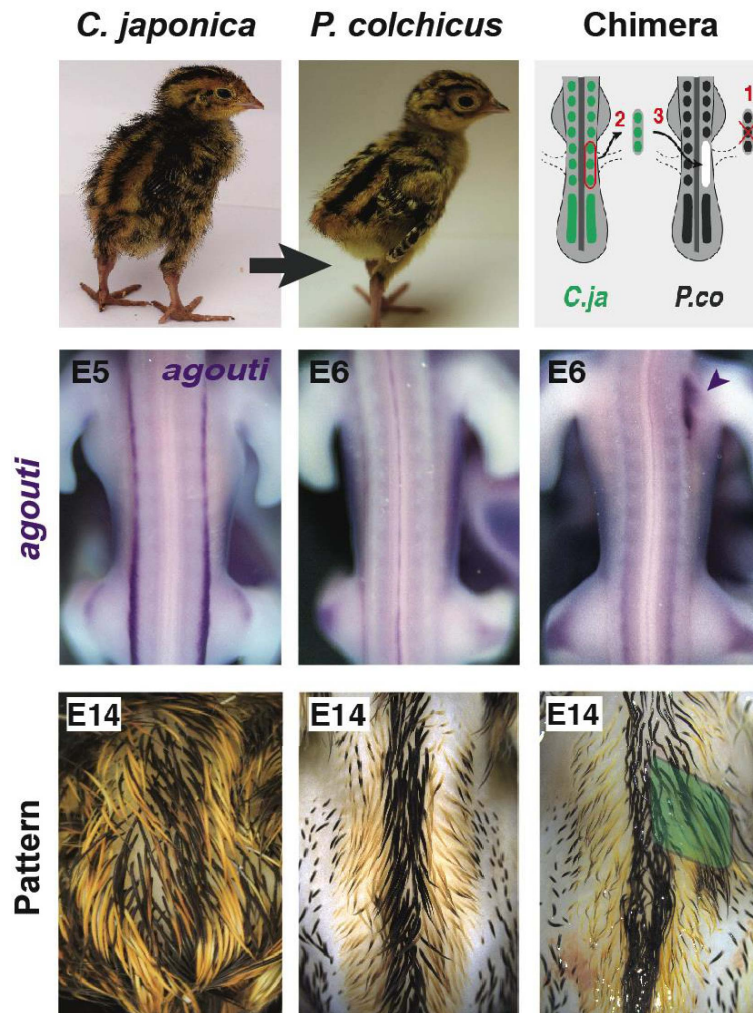 C. japonica P. colchicus Chimera
1
2 3
C.ja P.co
E5 agouti E6 E6
agouti
E14 E14 E14
Pattern